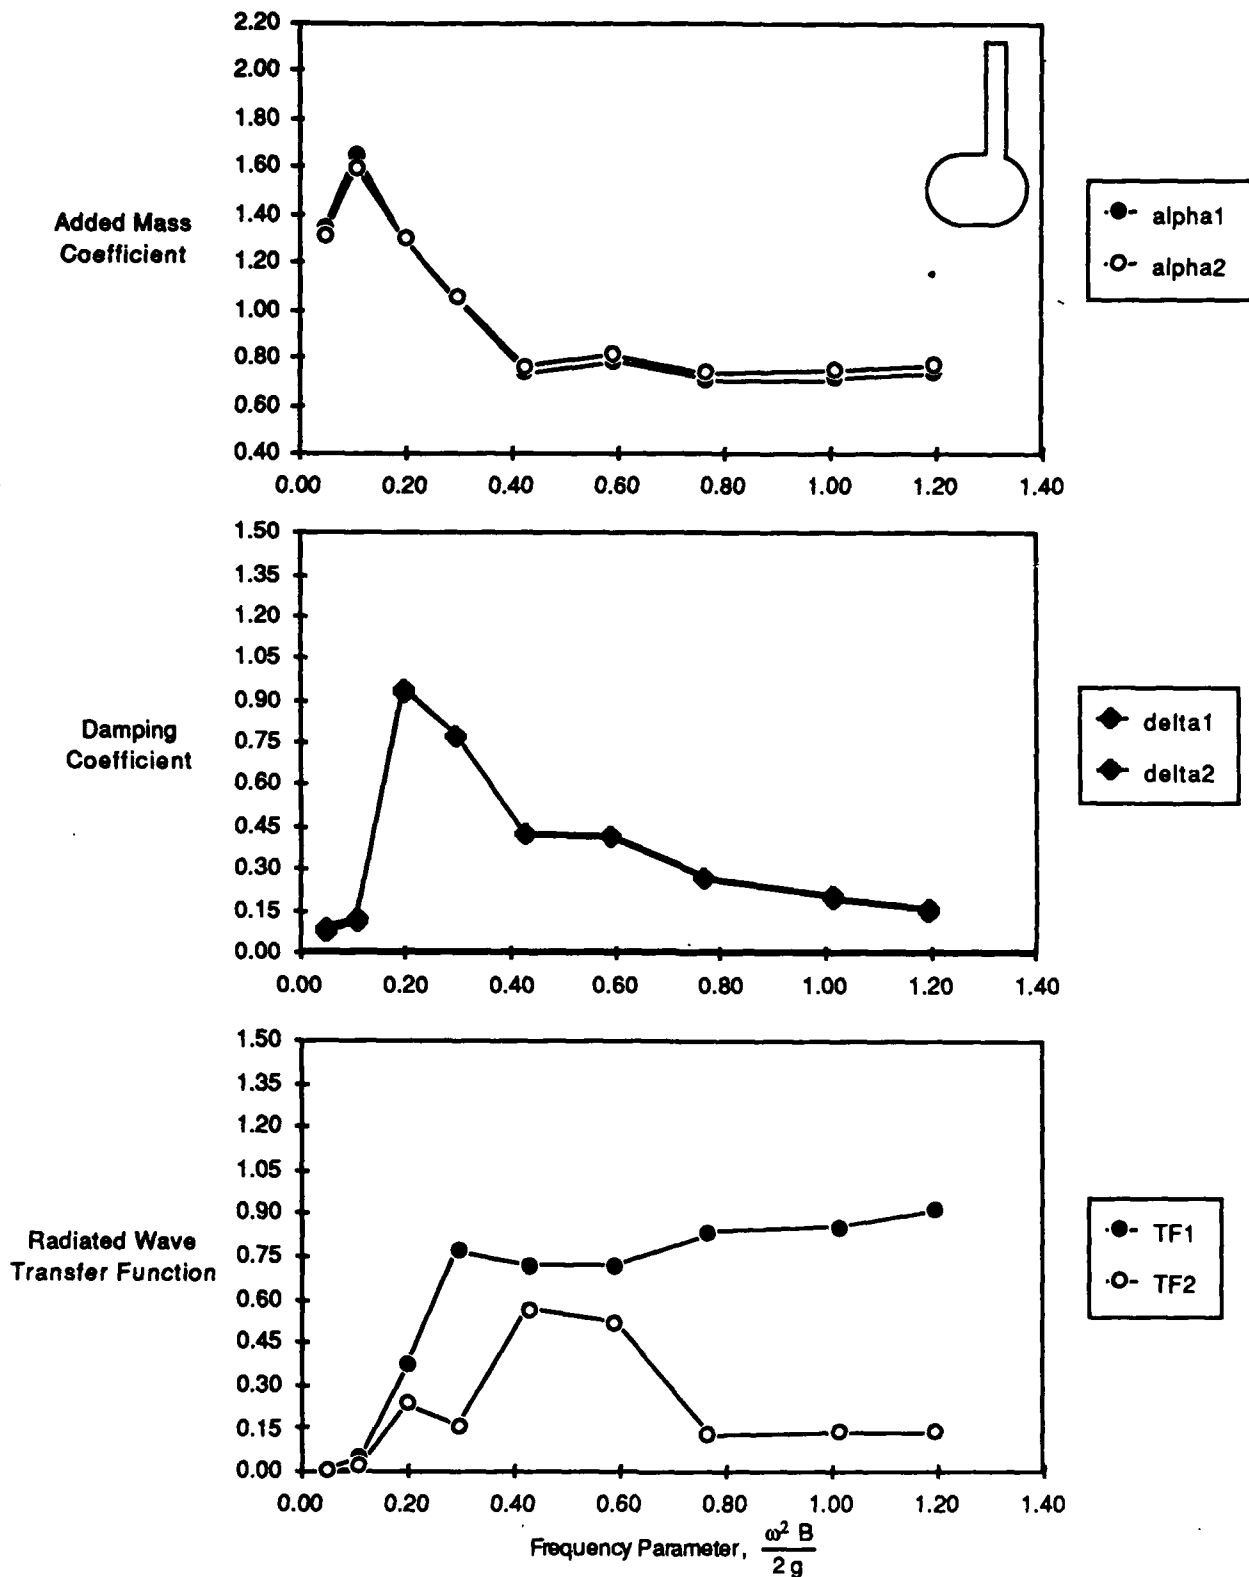 2.20
2.00
1.80
1.60
1.40
1.20
1.00
0.80
0.60
0.40
Added Mass
Coefficient
0.00 0.20 0.40 0.60 0.80 1.00 1.20 1.40
alpha1
alpha2
1.50
1.35
1.20
1.05
0.90
0.75
0.60
0.45
0.30
0.15
0.00
Damping
Coefficient
0.00 0.20 0.40 0.60 0.80 1.00 1.20 1.40
delta1
delta2
1.50
1.35
1.20
1.05
0.90
0.75
0.60
0.45
0.30
0.15
0.00
Radiated Wave
Transfer Function
0.00 0.20 0.40 0.60 0.80 1.00 1.20 1.40
TF1
TF2
Frequency Parameter, ω² B
2 g